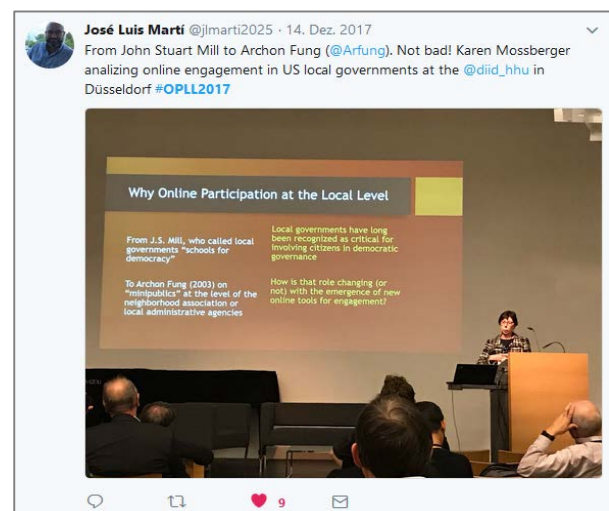 José Luis Martí @jlmarti2025 · 14. Dez. 2017
From John Stuart Mill to Archon Fung (@Arfung). Not bad! Karen Mossberger
analizing online engagement in US local governments at the @diid_hhu in
Düsseldorf #OPLL2017
Why Online Participation at the Local Level
From J.S. Mill, who called local
governments "schools for
democracy"
To Archon Fung (2003) on
"minipublics" at the level of the
neighborhood association or
local administrative agencies
Local governments have long
been recognized as critical for
involving citizens in democratic
governance
How is that role changing (or
not) with the emergence of new
online tools for engagement?
9